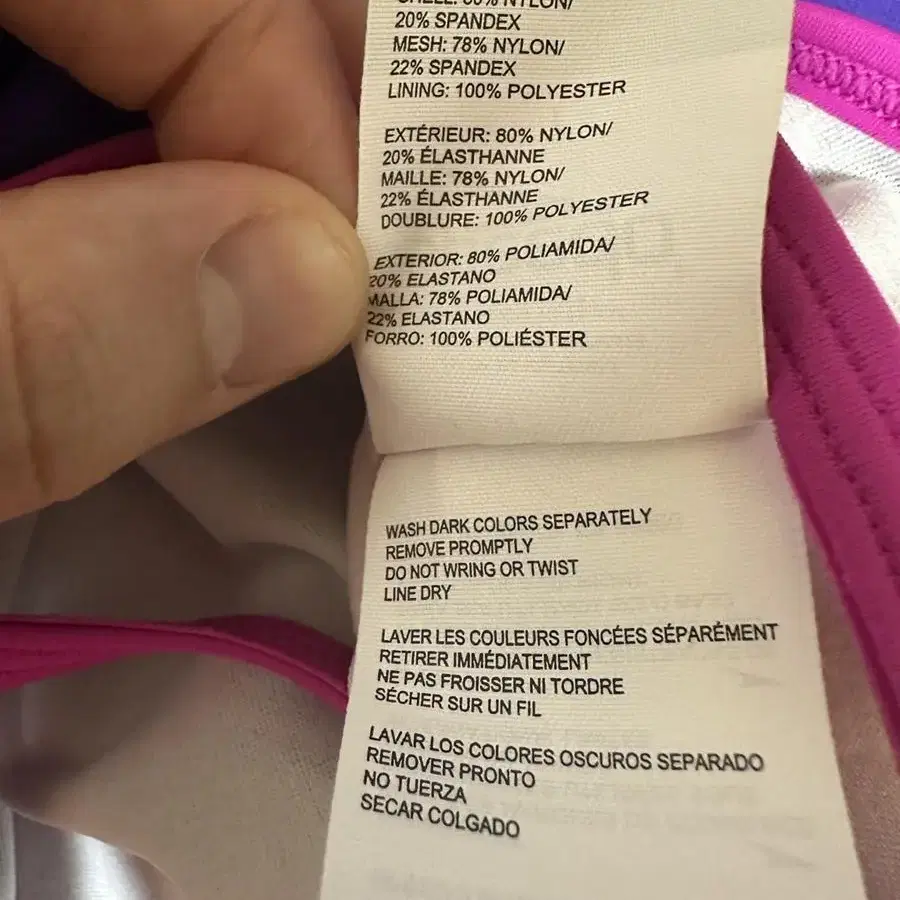 SHELL: 80% NYLON/
20% SPANDEX
MESH: 78% NYLON/
22% SPANDEX
LINING: 100% POLYESTER
EXTÉRIEUR: 80% NYLON/
20% ÉLASTHANNE
MAILLE: 78% NYLON/
22% ÉLASTHANNE
DOUBLURE: 100% POLYESTER
EXTERIOR: 80% POLIAMIDA/
20% ELASTANO
MALLA: 78% POLIAMIDA/
22% ELASTANO
FORRO: 100% POLIÉSTER
WASH DARK COLORS SEPARATELY
REMOVE PROMPTLY
DO NOT WRING OR TWIST
LINE DRY
LAVER LES COULEURS FONCÉES SÉPARÉMENT
RETIRER IMMÉDIATEMENT
NE PAS FROISSER NI TORDRE
SÉCHER SUR UN FIL
LAVAR LOS COLORES OSCUROS SEPARADO
REMOVER PRONTO
NO TUERZA
SECAR COLGADO